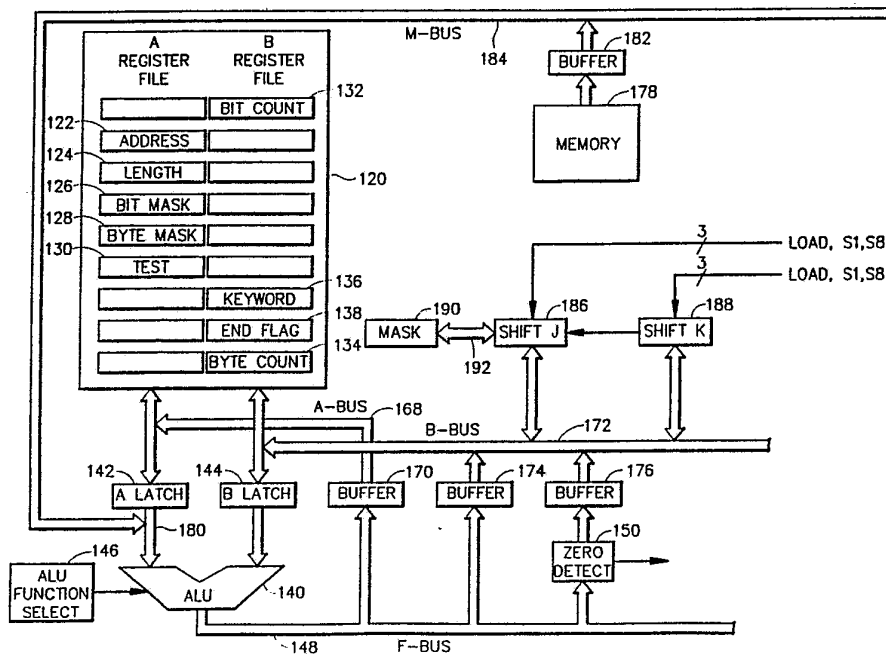 M-BUS
184
A
REGISTER
FILE
B
REGISTER
FILE
182
BUFFER
178
MEMORY
132
BIT COUNT
122
ADDRESS
124
LENGTH
120
126
BIT MASK
128
BYTE MASK
130
TEST
136
KEYWORD
138
END FLAG
134
BYTE COUNT
3
LOAD, S1,S8
3
LOAD, S1,S8
190
MASK
192
186
SHIFT J
188
SHIFT K
A-BUS
168
B-BUS
172
142
A LATCH
144
B LATCH
170
BUFFER
174
BUFFER
176
BUFFER
180
150
ZERO
DETECT
146
ALU
FUNCTION
SELECT
ALU
140
148
F-BUS